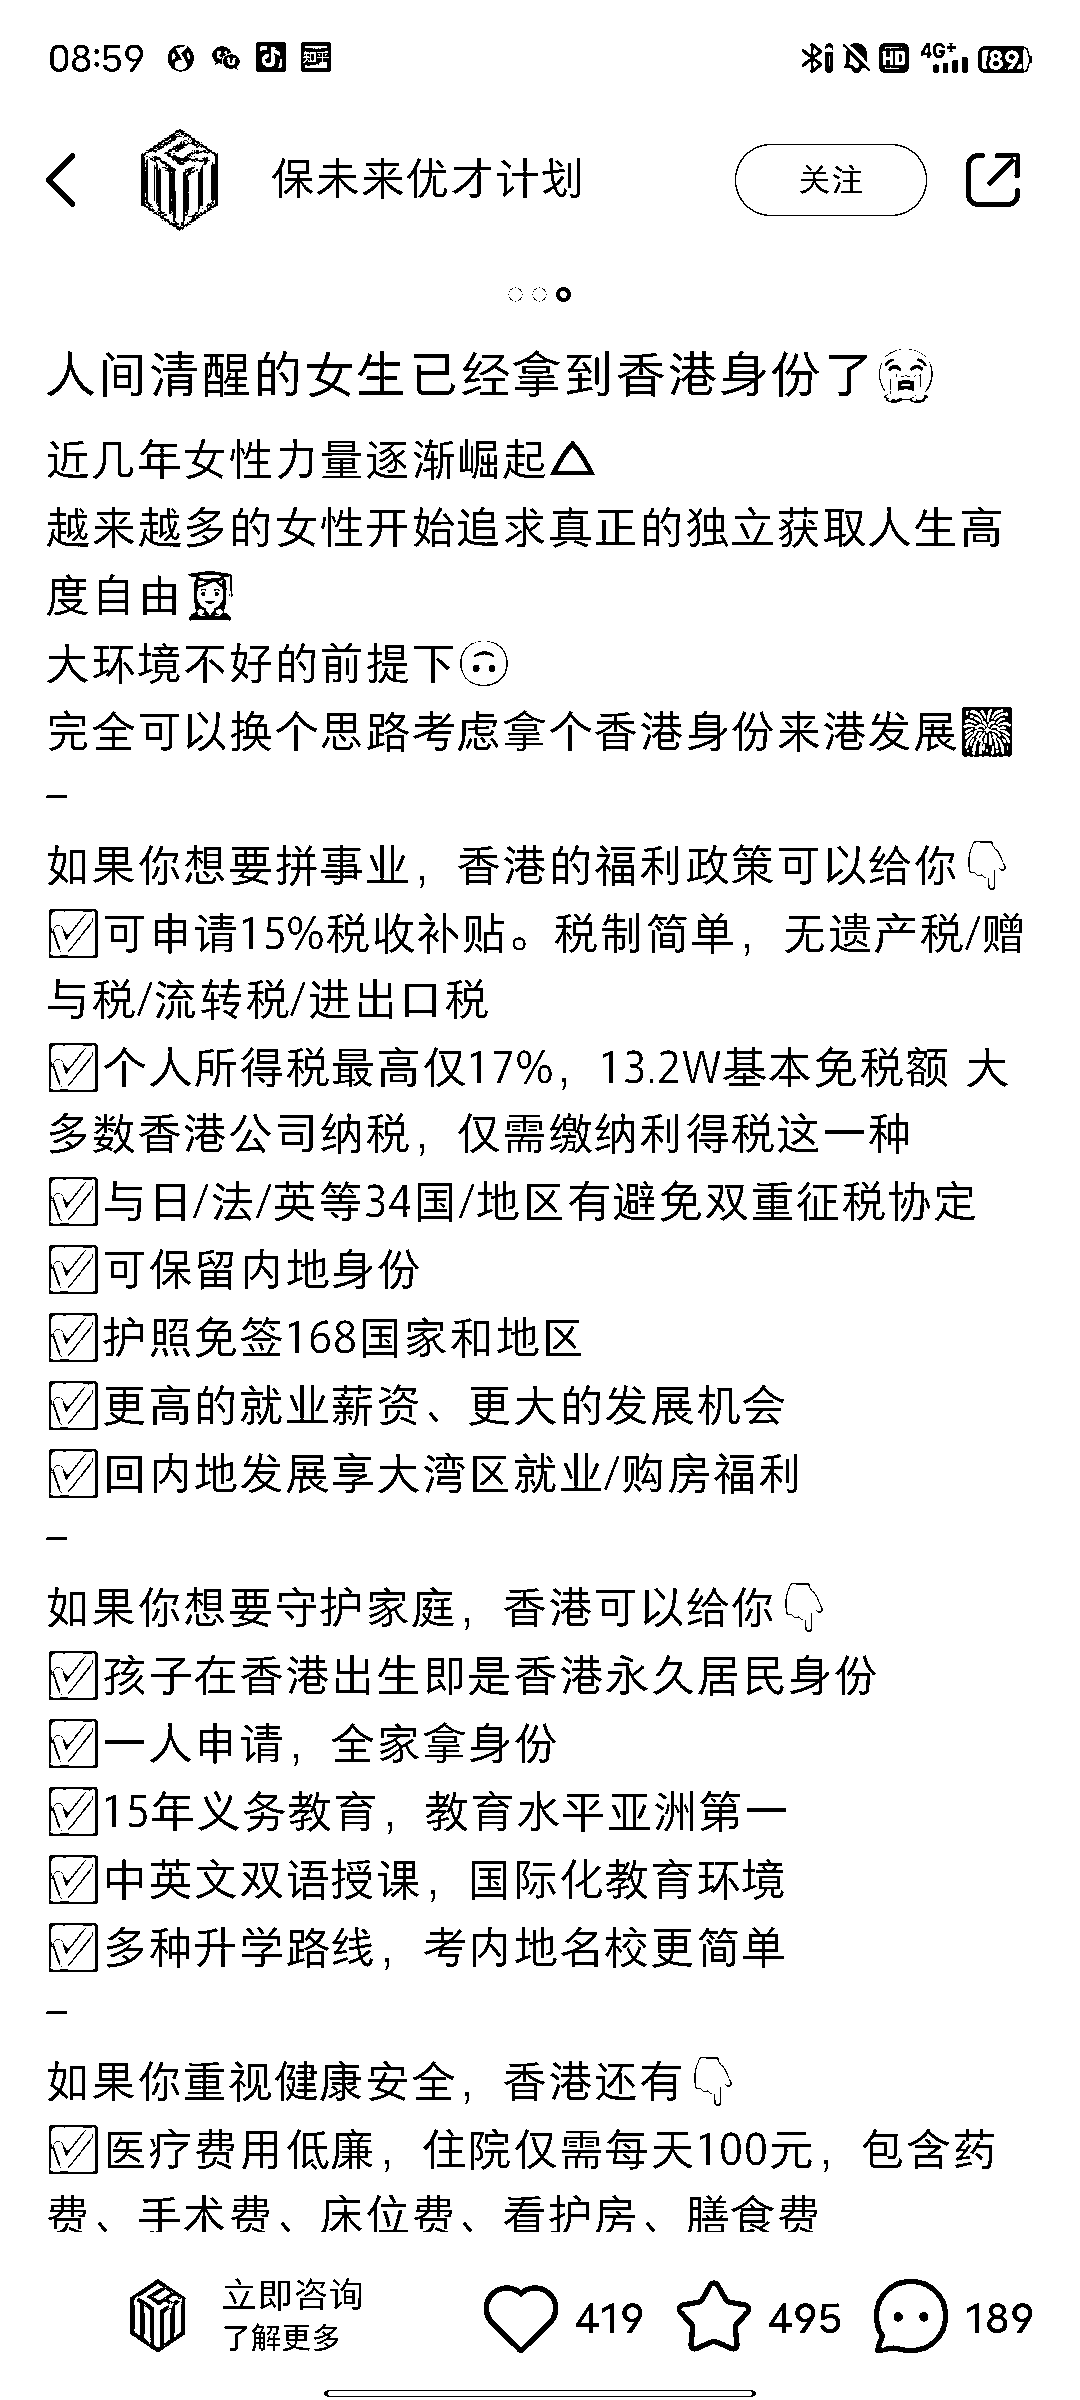 08:59 知乎 HD 4G+ 89
保未来优才计划 关注
人间清醒的女生已经拿到香港身份了😭
近几年女性力量逐渐崛起△
越来越多的女性开始追求真正的独立获取人生高
度自由👩‍🎓
大环境不好的前提下🙃
完全可以换个思路考虑拿个香港身份来港发展🎆
–
如果你想要拼事业，香港的福利政策可以给你👇
✅可申请15%税收补贴。税制简单，无遗产税/赠
与税/流转税/进出口税
✅个人所得税最高仅17%，13.2W基本免税额 大
多数香港公司纳税，仅需缴纳利得税这一种
✅与日/法/英等34国/地区有避免双重征税协定
✅可保留内地身份
✅护照免签168国家和地区
✅更高的就业薪资、更大的发展机会
✅回内地发展享大湾区就业/购房福利
–
如果你想要守护家庭，香港可以给你👇
✅孩子在香港出生即是香港永久居民身份
✅一人申请，全家拿身份
✅15年义务教育，教育水平亚洲第一
✅中英文双语授课，国际化教育环境
✅多种升学路线，考内地名校更简单
–
如果你重视健康安全，香港还有👇
✅医疗费用低廉，住院仅需每天100元，包含药
费、手术费、床位费、看护房、膳食费
立即咨询
了解更多
419 495 189